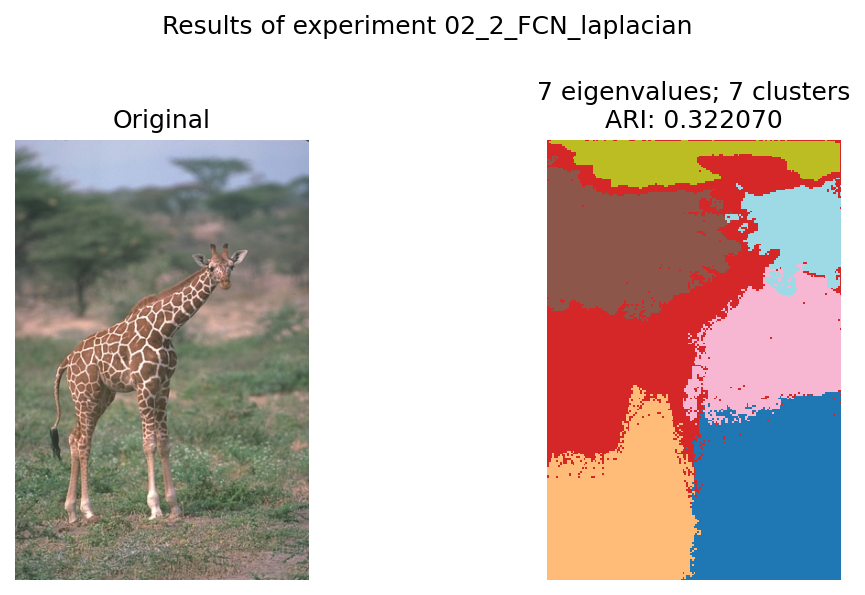 Results of experiment 02_2_FCN_laplacian
Original
7 eigenvalues; 7 clusters
ARI: 0.322070